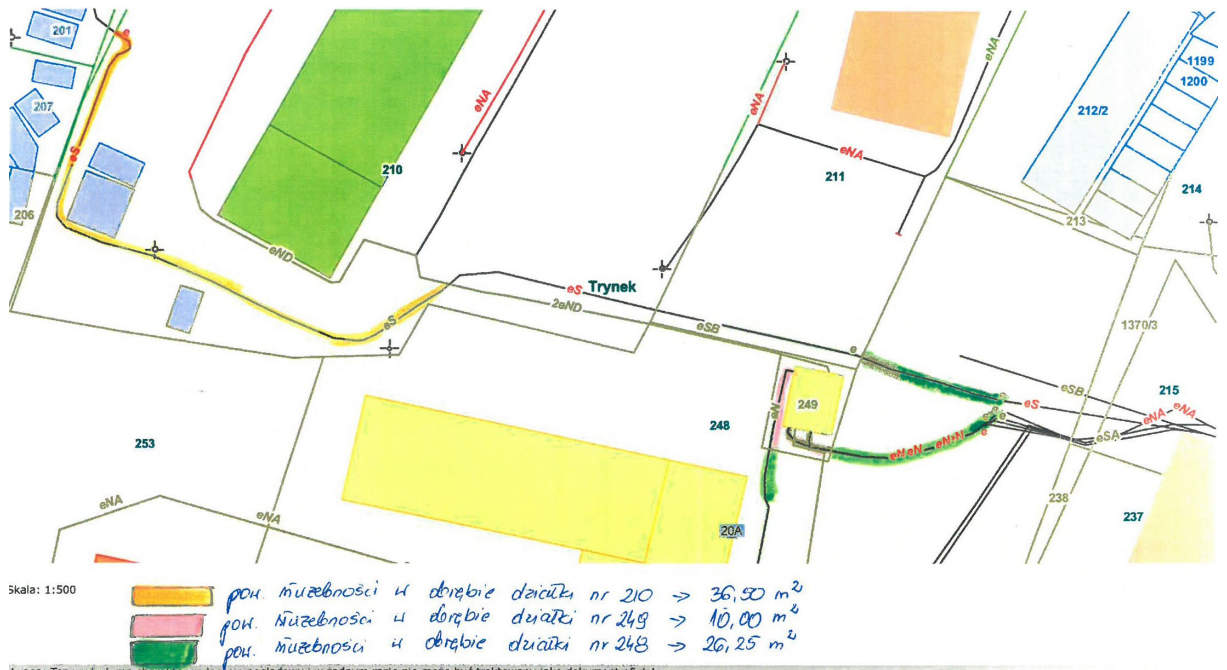 201
e
207
eS
206
210
eNA
eNA
eNA
eNA
211
212/2
1199
1200
213
214
eND
eS
eS
Trynek
2eND
eSB
e
1370/3
215
eSB
eS
eNA
eNA
eSA
eN
249
248
eN eN
eN
e
253
238
237
eNA
eNA
20A
Skala: 1:500
pow. służebności w obrębie działki nr 210 → 36,50 m²
pow. służebności w obrębie działki nr 249 → 10,00 m²
pow. służebności w obrębie działki nr 248 → 26,25 m²